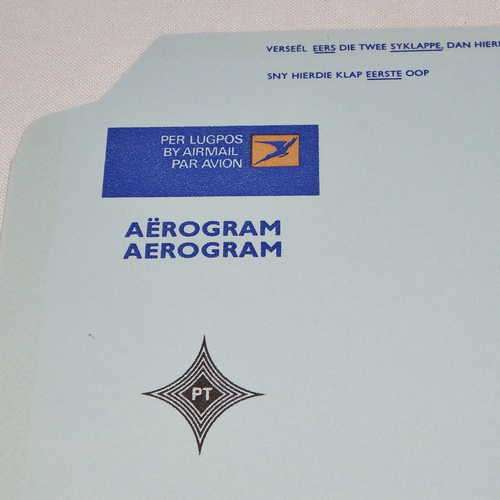 VERSEËL EERS DIE TWEE SYKLAPPE, DAN HIERD
SNY HIERDIE KLAP EERSTE OOP
PER LUGPOS
BY AIRMAIL
PAR AVION
AËROGRAM
AEROGRAM
PT